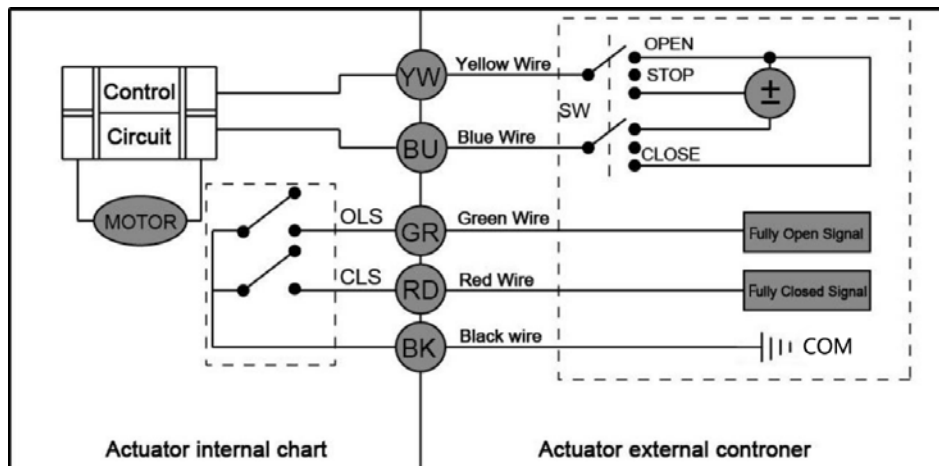 Control
Circuit
MOTOR
OLS
CLS
YW
BU
GR
RD
BK
Yellow Wire
Blue Wire
Green Wire
Red Wire
Black wire
SW
OPEN
STOP
CLOSE
±
Fully Open Signal
Fully Closed Signal
COM
Actuator internal chart
Actuator external controner